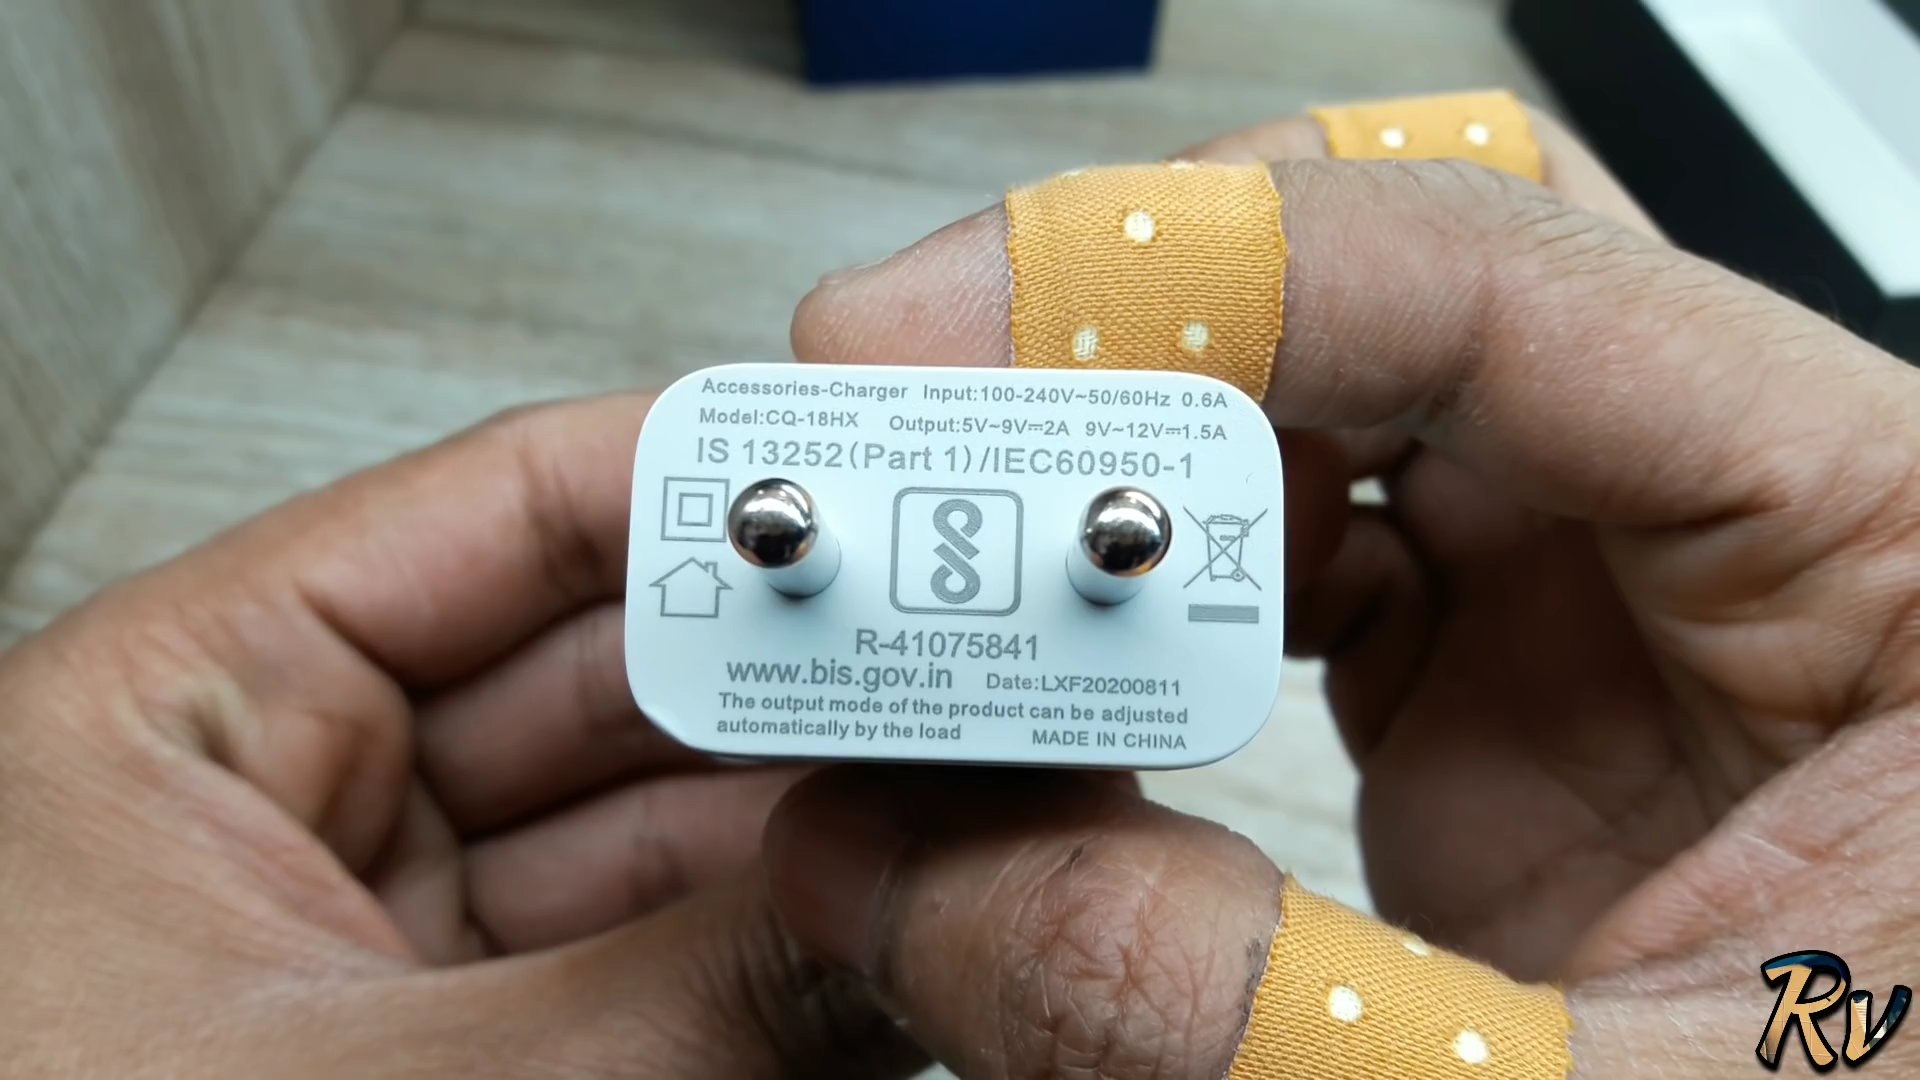 Accessories-Charger Input:100-240V~50/60Hz 0.6A
Model:CQ-18HX Output:5V~9V⎓2A 9V~12V⎓1.5A
IS 13252(Part 1)/IEC60950-1
R-41075841
www.bis.gov.in Date:LXF20200811
The output mode of the product can be adjusted
automatically by the load MADE IN CHINA
RV